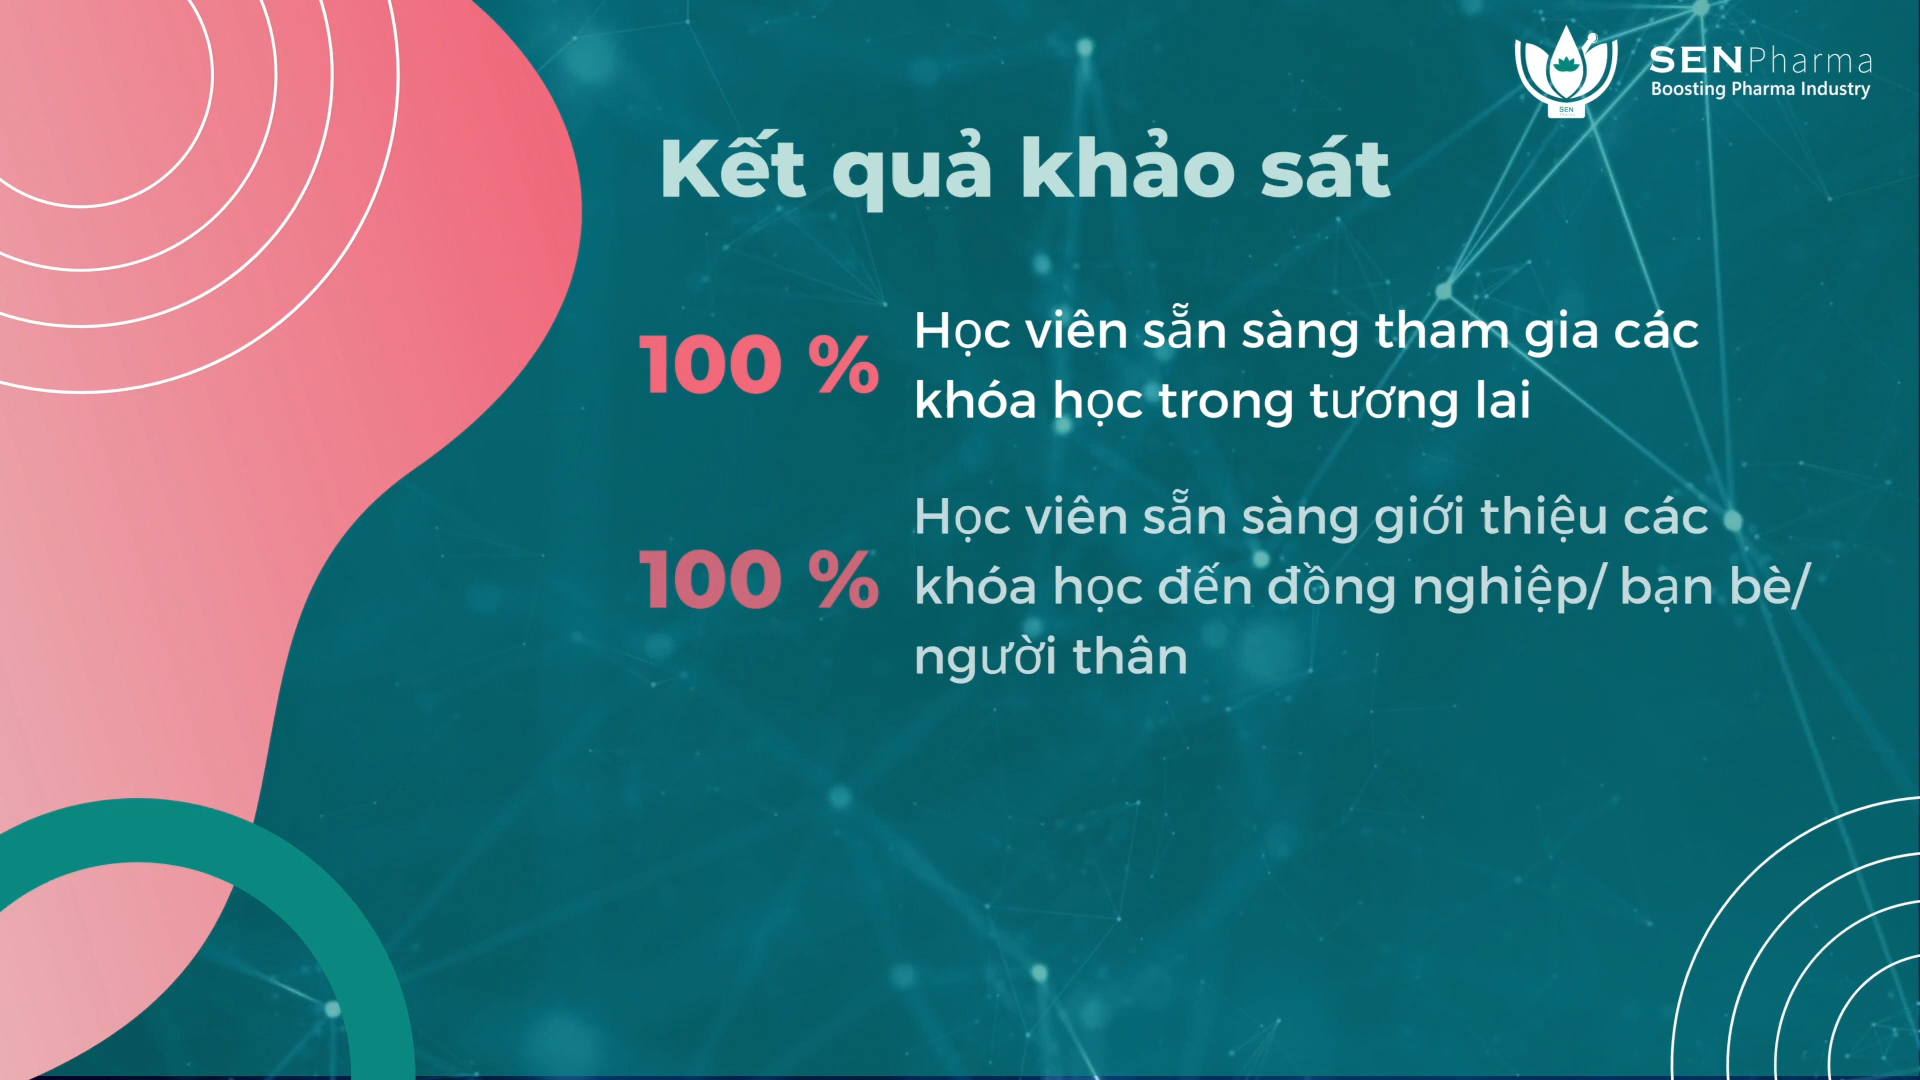 SEN
SENPharma
Boosting Pharma Industry
Kết quả khảo sát
100 %
Học viên sẵn sàng tham gia các
khóa học trong tương lai
100 %
Học viên sẵn sàng giới thiệu các
khóa học đến đồng nghiệp/ bạn bè/
người thân